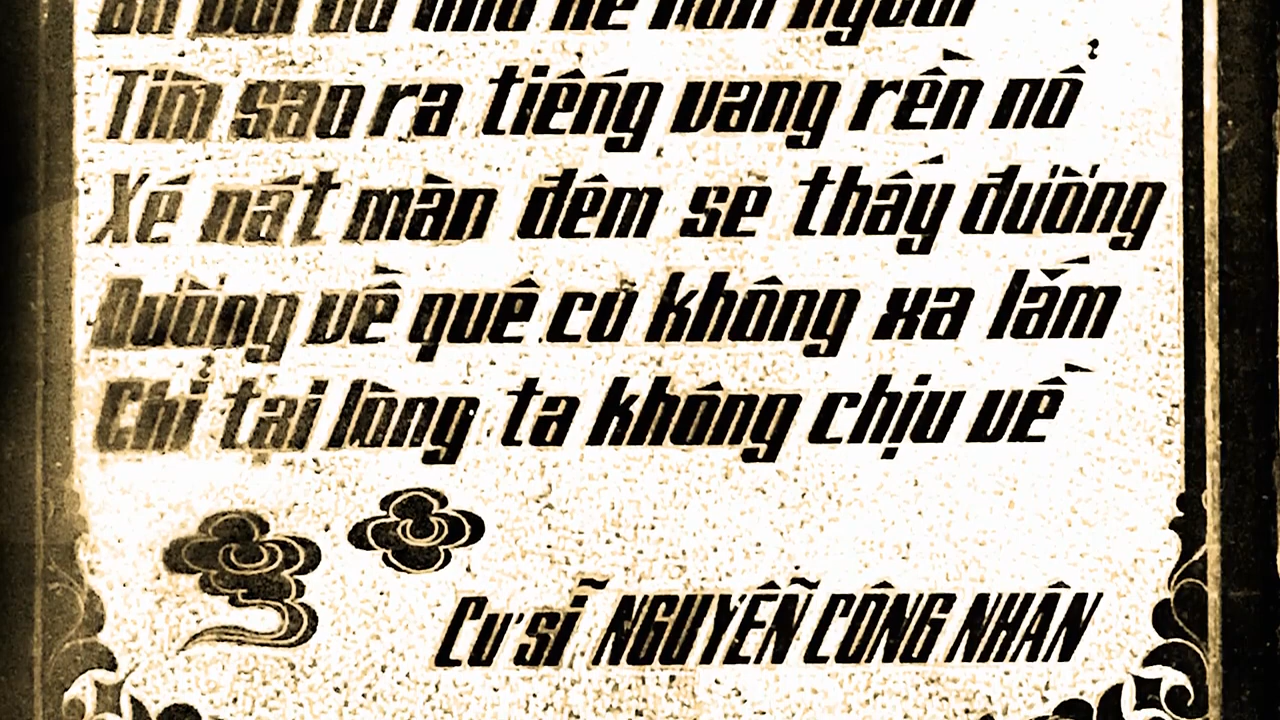 Tìm sao ra tiếng vang rền nổ
Xé nát màn đêm sẽ thấy đường
Đường về quê cũ không xa lắm
Chỉ tại lòng ta không chịu về
Cư sĩ NGUYỄN CÔNG NHÂN